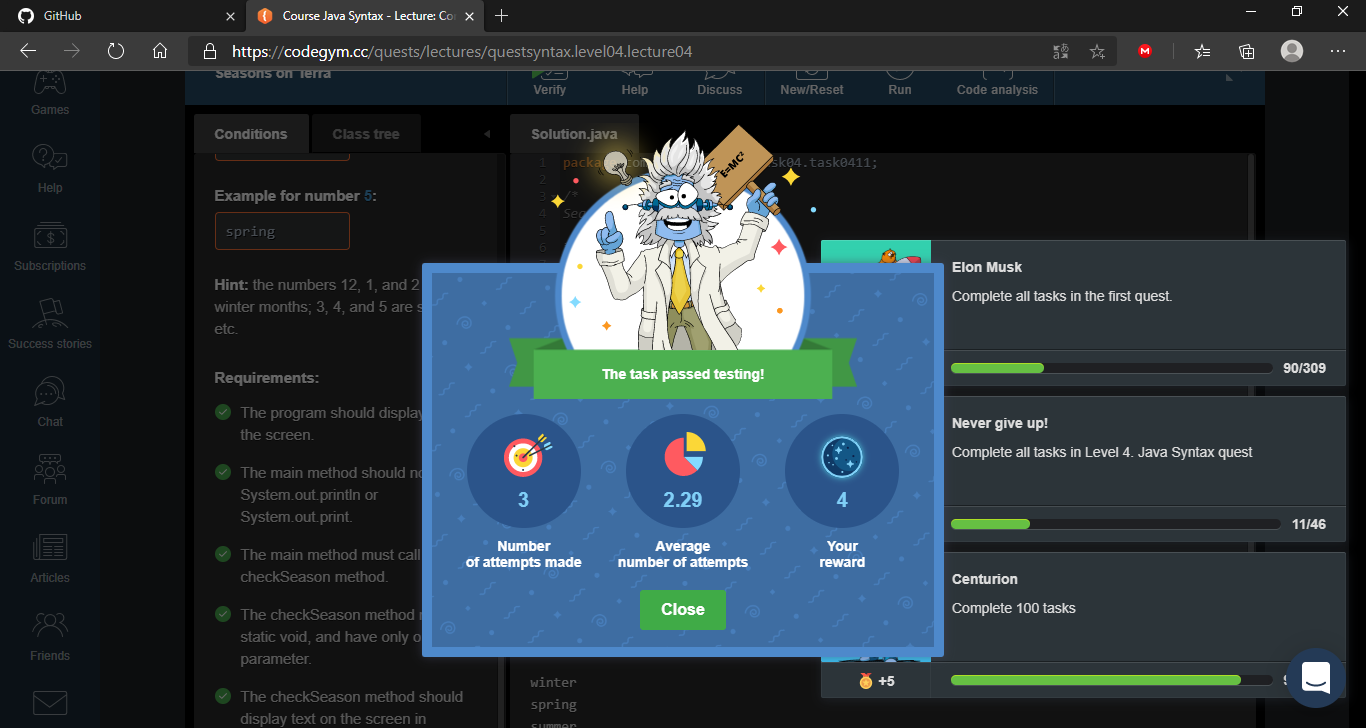 GitHub
Course Java Syntax - Lecture: Co
https://codegym.cc/quests/lectures/questsyntax.level04.lecture04
Seasons on Terra
Verify
Help
Discuss
New/Reset
Run
Code analysis
Games
Help
Subscriptions
Success stories
Chat
Forum
Articles
Friends
Conditions
Class tree
Solution.java
Example for number 5:
spring
Hint: the numbers 12, 1, and 2
winter months; 3, 4, and 5 are s
etc.
Requirements:
The program should display
the screen.
The main method should no
System.out.println or
System.out.print.
The main method must call
checkSeason method.
The checkSeason method
static void, and have only o
parameter.
The checkSeason method should
display text on the screen in
1
2
3
4
5
6
packa
com
sk04.task0411;
/*
Sea
E=MC²
The task passed testing!
3
Number
of attempts made
2.29
Average
number of attempts
4
Your
reward
Close
Elon Musk
Complete all tasks in the first quest.
90/309
Never give up!
Complete all tasks in Level 4. Java Syntax quest
11/46
Centurion
Complete 100 tasks
+5
winter
spring
summer